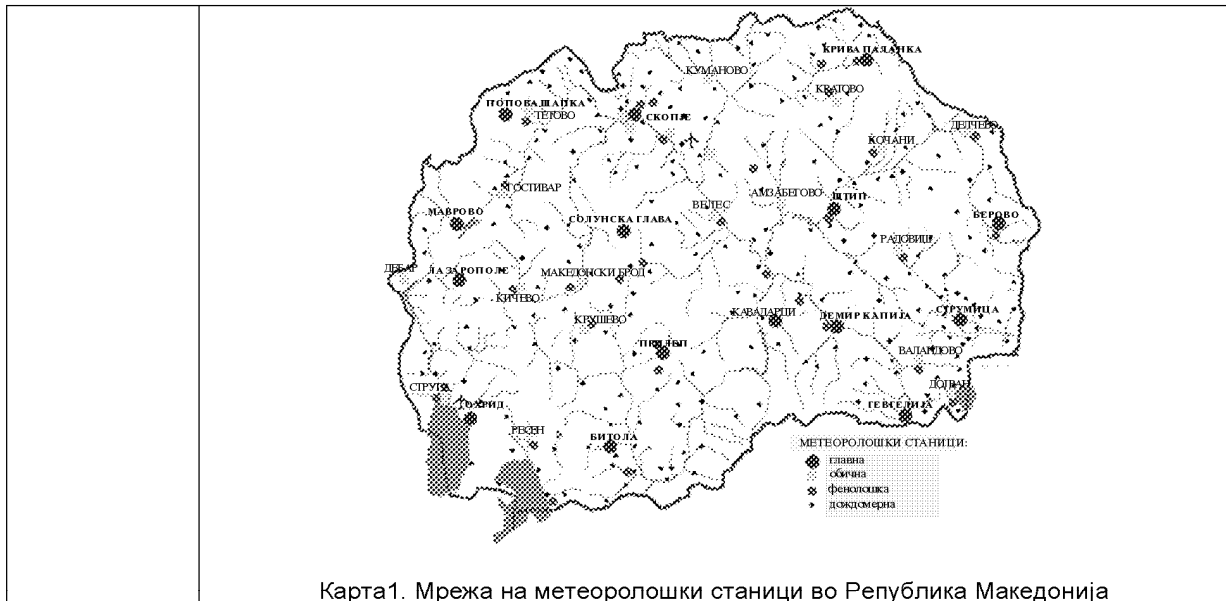 КРИВА ПАЛАНКА
КУМАНОВО
КРАТОВО
ПОПОВА ШАПКА
ТЕТОВО
СКОПЈЕ
ДЕЛЧЕВО
КОЧАНИ
ГОСТИВАР
АМЗАБЕГОВО
ШТИП
ВЕЛЕС
МАВРОВО
СОЛУНСКА ГЛАВА
БЕРОВО
РАДОВИШ
ДЕБАР
ЛАЗАРОПОЛЕ
МАКЕДОНСКИ БРОД
КИЧЕВО
КРУШЕВО
КАВАДАРЦИ
ДЕМИР КАПИЈА
СТРУМИЦА
ПРИЛЕП
ВАЛАНДОВО
СТРУГА
ДОЈРАН
ОХРИД
ГЕВГЕЛИЈА
РЕСЕН
БИТОЛА
МЕТЕОРОЛОШКИ СТАНИЦИ:
главна
обична
фенолошка
дождомерна
Карта1. Мрежа на метеоролошки станици во Република Македонија